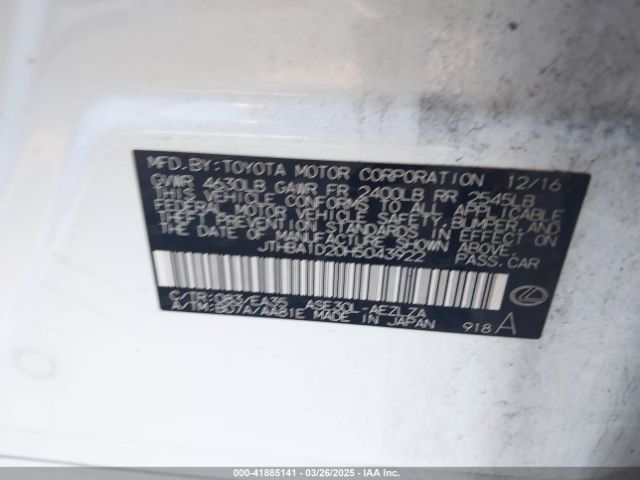 MFD. BY: TOYOTA MOTOR CORPORATION 12/16
GVWR 4630LB GAWR FR 2400LB RR 2545LB
THIS VEHICLE CONFORMS TO ALL APPLICABLE
FEDERAL MOTOR VEHICLE SAFETY, BUMPER, AND
THEFT PREVENTION STANDARDS IN EFFECT ON
THE DATE OF MANUFACTURE SHOWN ABOVE.
JTHBA1D20H5043922 PASS.CAR
C/TR: 083/EA35 ASE30L-AEZLZA
A/TM: B07A/AA81E MADE IN JAPAN 918 A
000-41885141 | 03/26/2025 | IAA Inc.